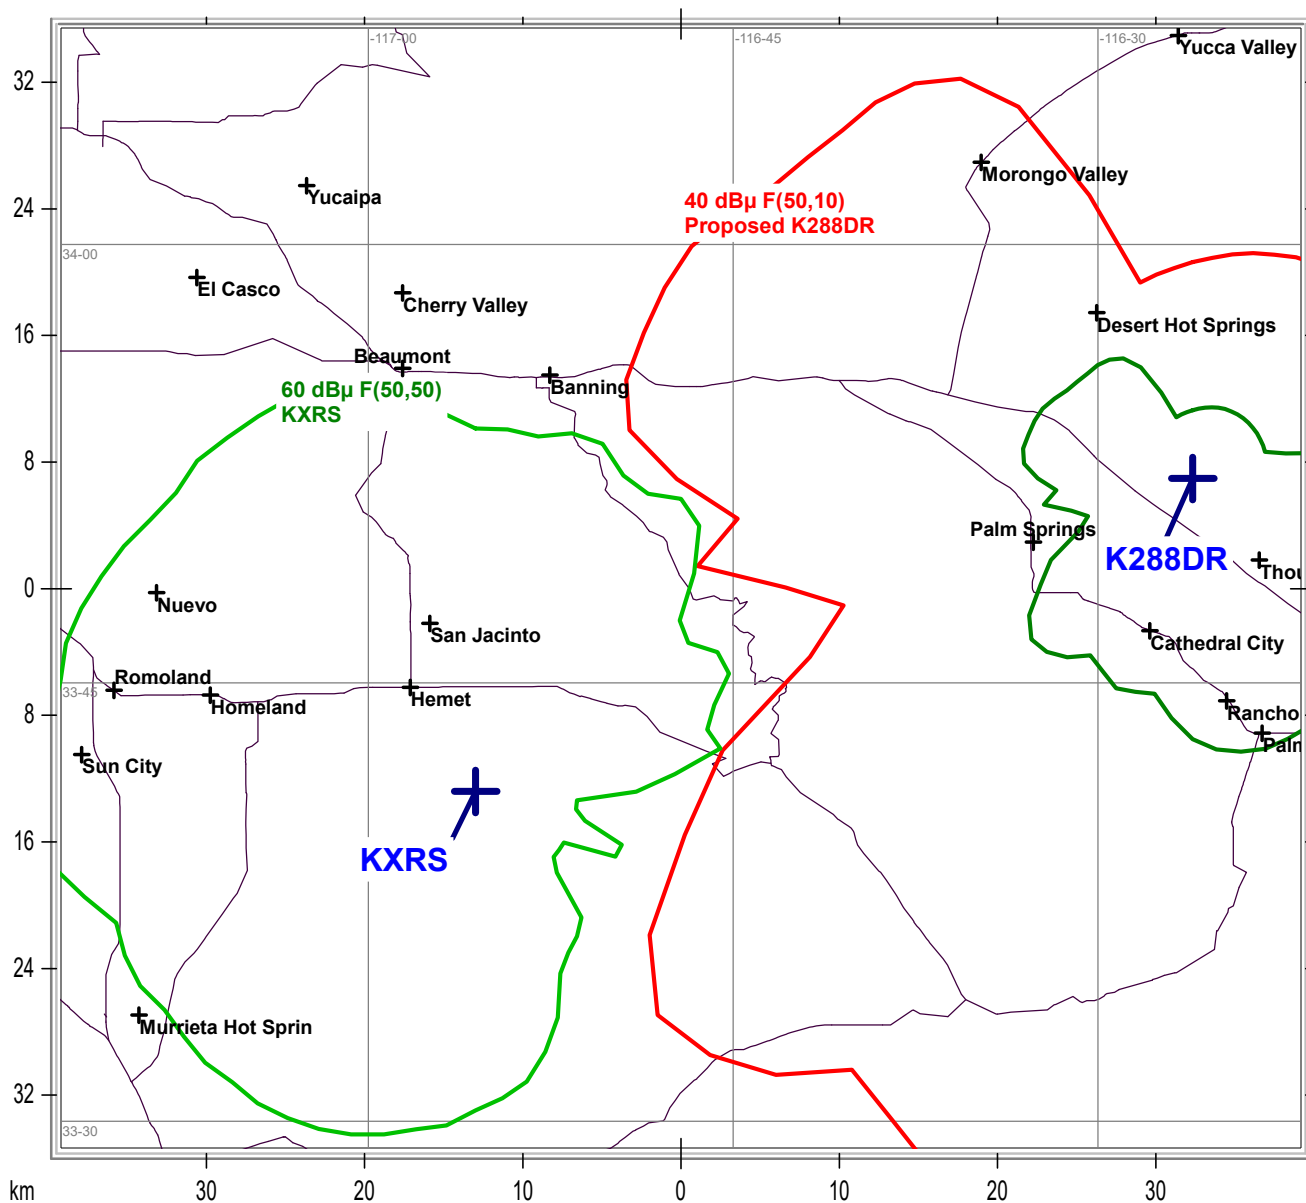 -117-00
-116-45
-116-30
Yucca Valley
32
Morongo Valley
Yucaipa
40 dBµ F(50,10)
Proposed K288DR
24
34-00
El Casco
Cherry Valley
Desert Hot Springs
16
Beaumont
Banning
60 dBµ F(50,50)
KXRS
8
Palm Springs
K288DR
Thou
0
Nuevo
San Jacinto
Cathedral City
Romoland
33-45
Homeland
Hemet
Rancho
8
Palm
Sun City
16
KXRS
24
Murrieta Hot Sprin
32
33-30
km
30
20
10
0
10
20
30